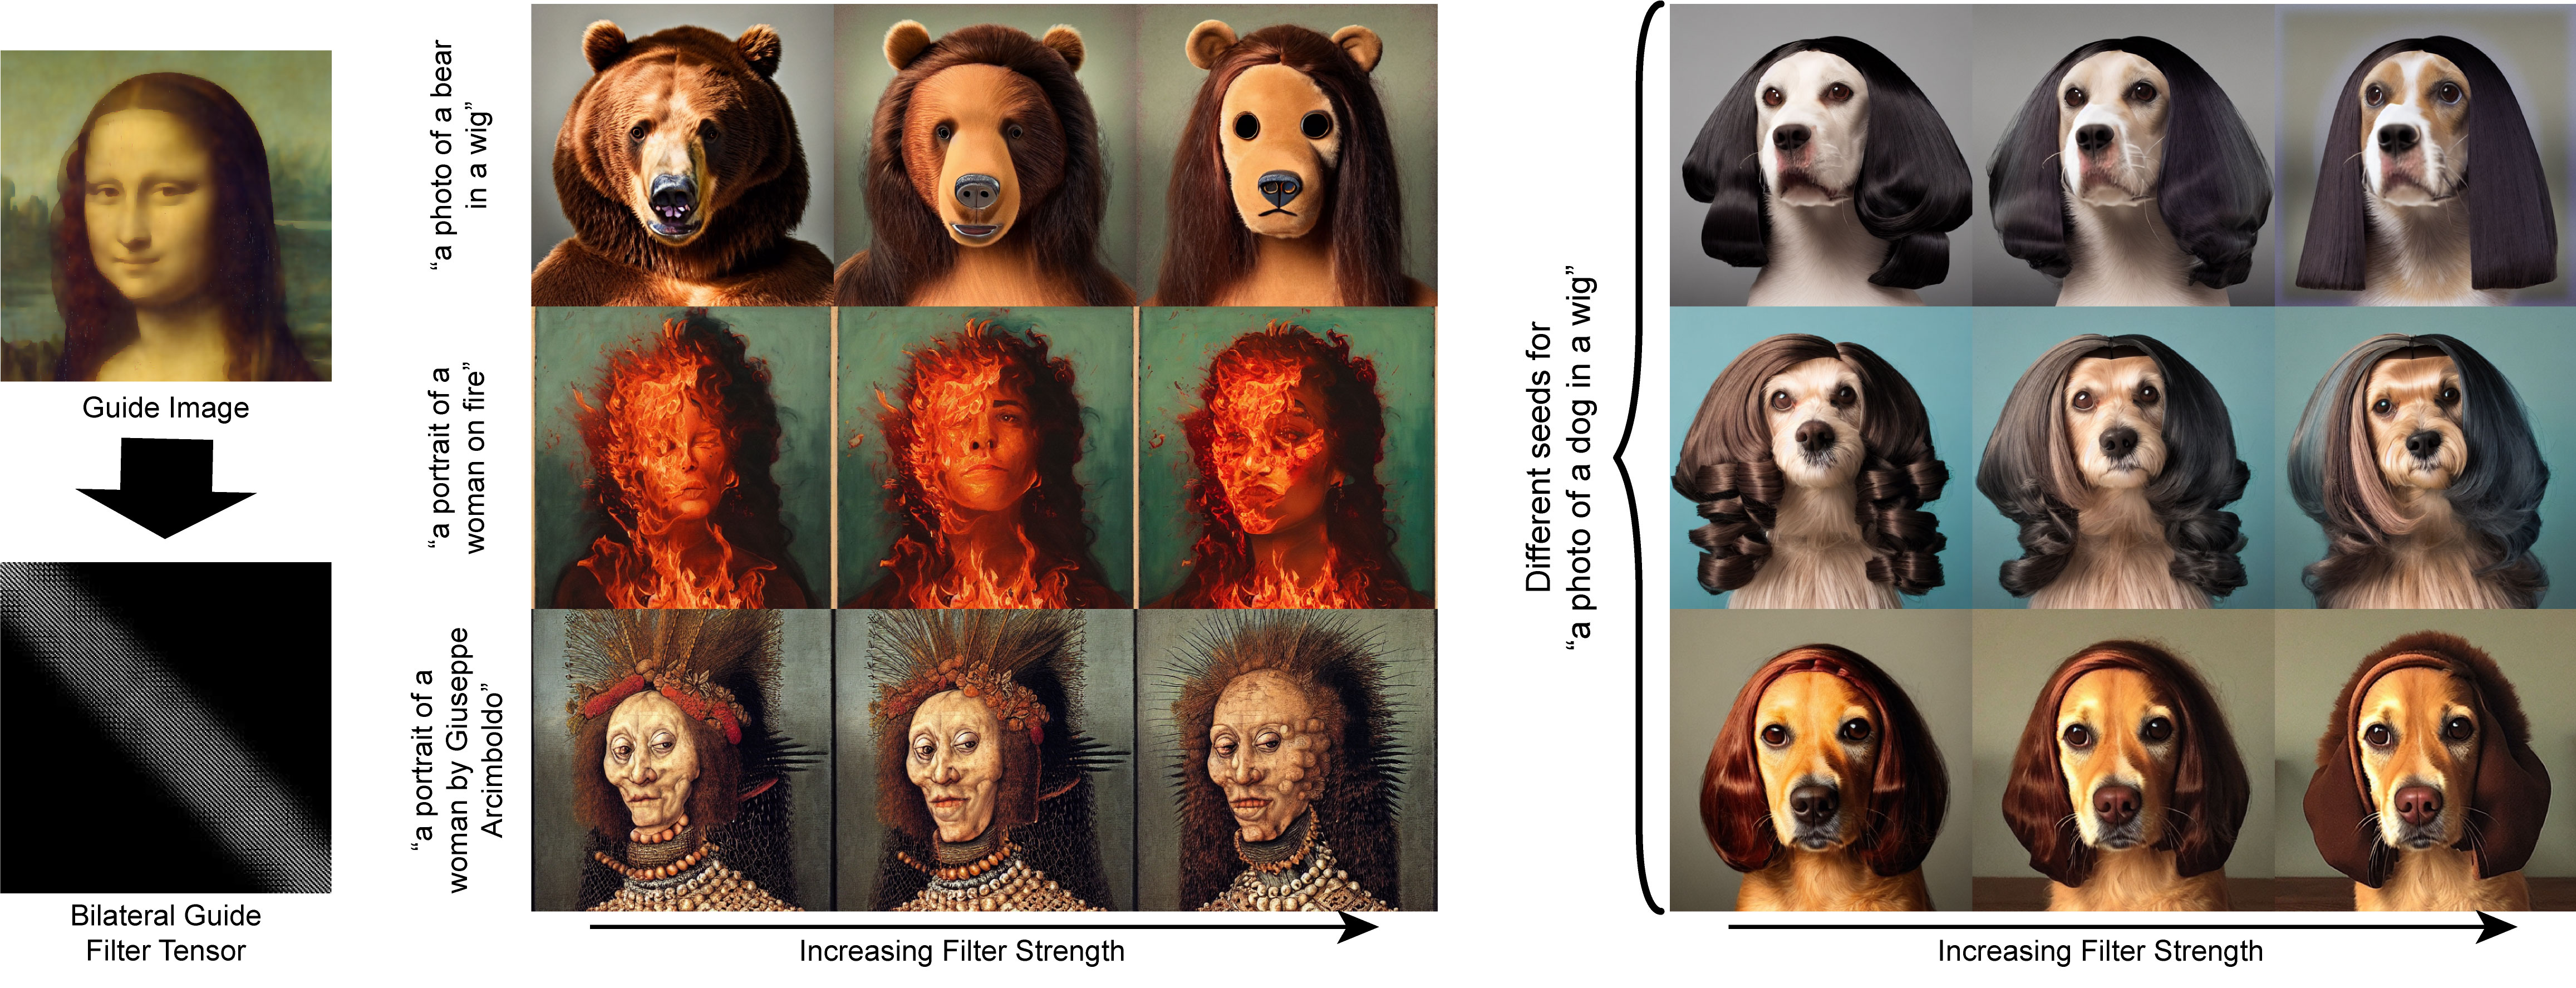 Guide Image
Bilateral Guide
Filter Tensor
“a photo of a bear
in a wig”
“a portrait of a
woman on fire”
“a portrait of a
woman by Giuseppe
Arcimboldo”
Increasing Filter Strength
Different seeds for
“a photo of a dog in a wig”
Increasing Filter Strength